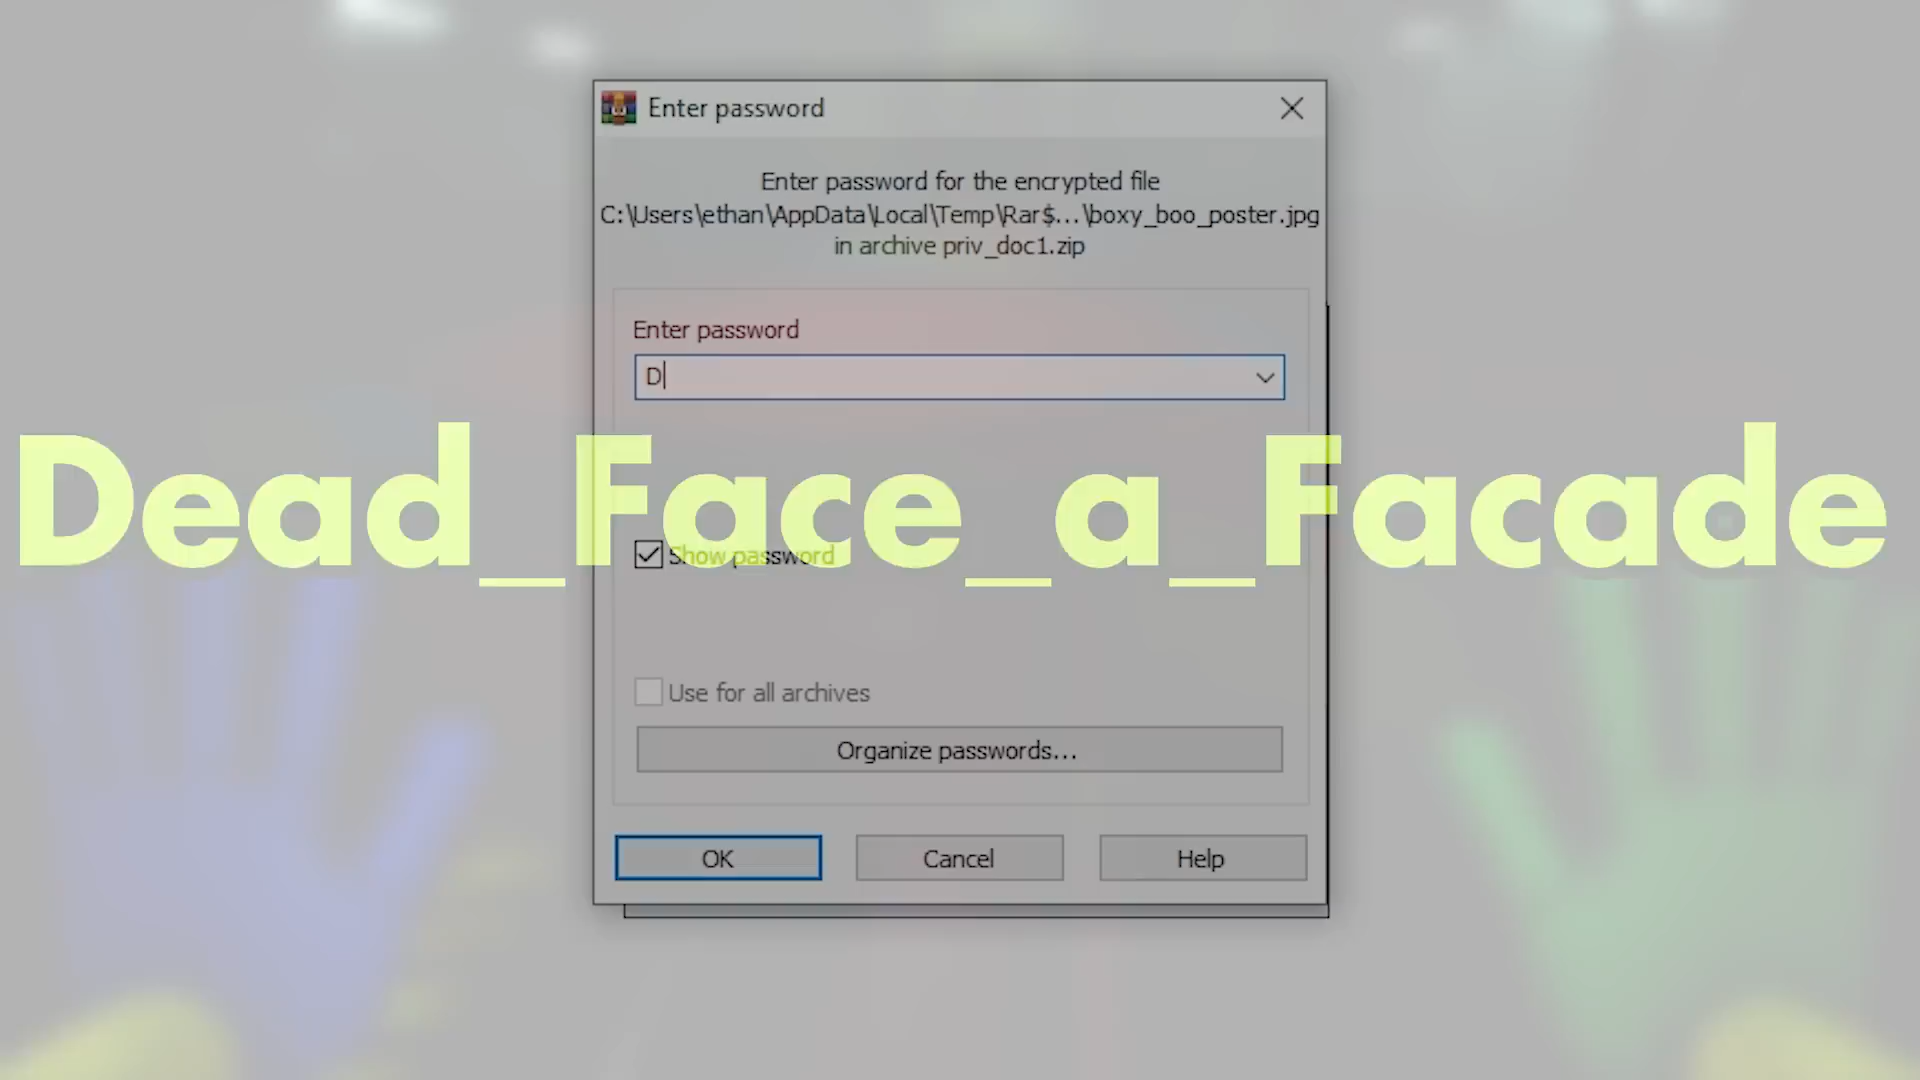 Enter password
Enter password for the encrypted file
C:\Users\ethan\AppData\Local\Temp\Rar$...\boxy_boo_poster.jpg
in archive priv_doc1.zip
Enter password
D
Dead_Face_a_Facade
Show password
Use for all archives
Organize passwords...
OK Cancel Help